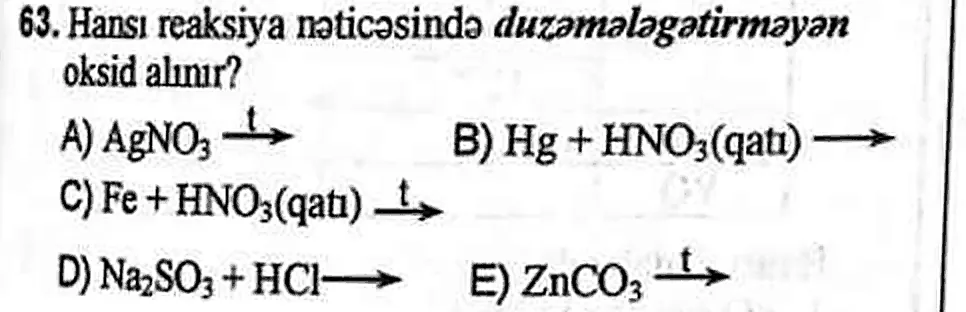 63. Hansı reaksiya nəticəsində duzəmələgətirməyən
oksid alınır?
A) AgNO₃ —t→ B) Hg + HNO₃(qatı) ⟶
C) Fe + HNO₃(qatı) —t→
D) Na₂SO₃ + HCl ⟶ E) ZnCO₃ —t→